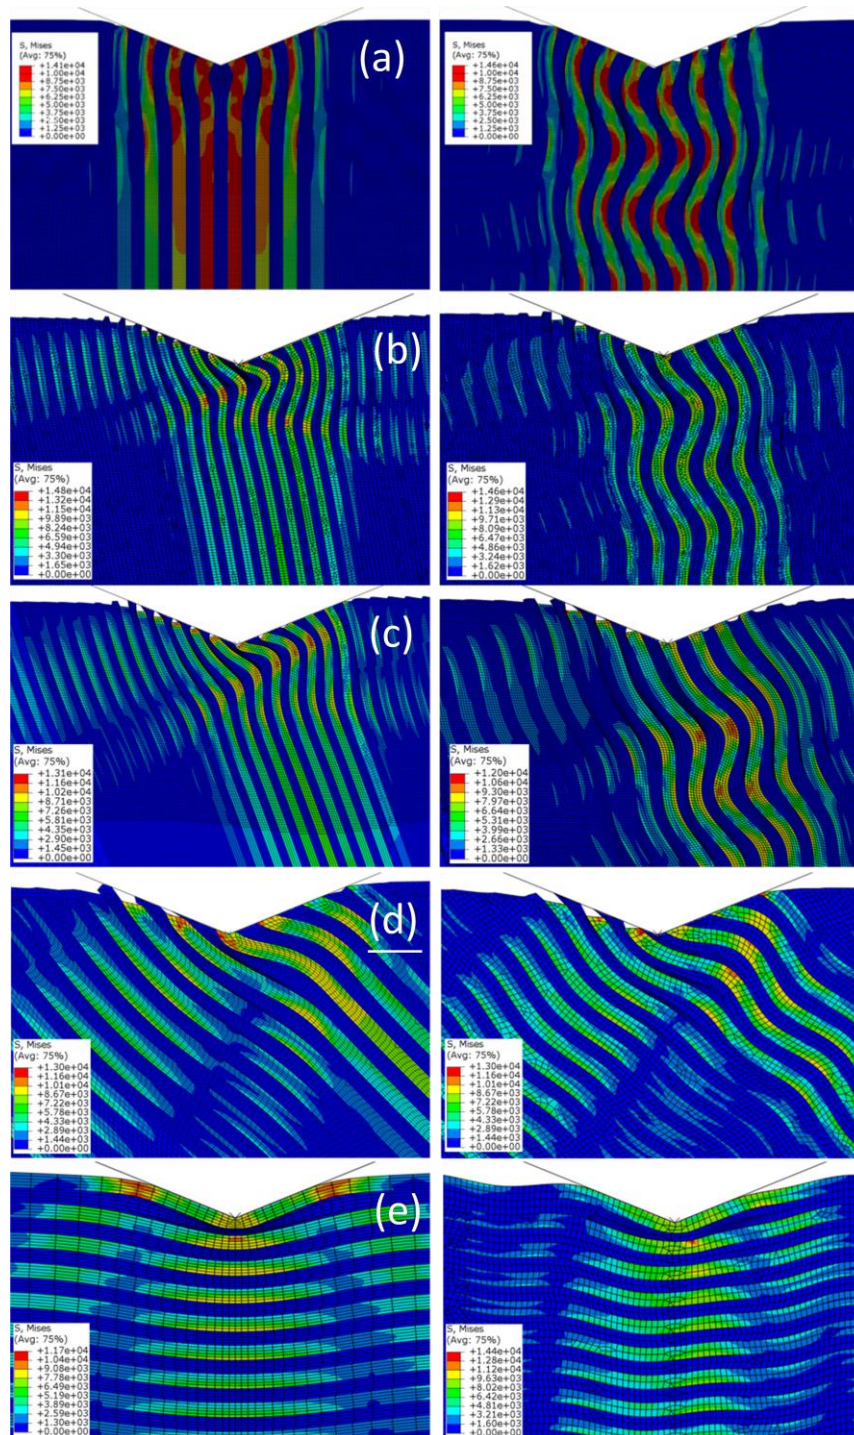 S, Mises
(Avg: 75%)
+1.41e+04
+1.00e+04
+8.75e+03
+7.50e+03
+6.25e+03
+5.00e+03
+3.75e+03
+2.50e+03
+1.25e+03
+0.00e+00
(a)
S, Mises
(Avg: 75%)
+1.46e+04
+1.00e+04
+8.75e+03
+7.50e+03
+6.25e+03
+5.00e+03
+3.75e+03
+2.50e+03
+1.25e+03
+0.00e+00
(b)
S, Mises
(Avg: 75%)
+1.48e+04
+1.32e+04
+1.15e+04
+9.89e+03
+8.24e+03
+6.59e+03
+4.94e+03
+3.30e+03
+1.65e+03
+0.00e+00
S, Mises
(Avg: 75%)
+1.46e+04
+1.29e+04
+1.13e+04
+9.71e+03
+8.09e+03
+6.47e+03
+4.86e+03
+3.24e+03
+1.62e+03
+0.00e+00
(c)
S, Mises
(Avg: 75%)
+1.31e+04
+1.16e+04
+1.02e+04
+8.71e+03
+7.26e+03
+5.81e+03
+4.35e+03
+2.90e+03
+1.45e+03
+0.00e+00
S, Mises
(Avg: 75%)
+1.20e+04
+1.06e+04
+9.30e+03
+7.97e+03
+6.64e+03
+5.31e+03
+3.99e+03
+2.66e+03
+1.33e+03
+0.00e+00
(d)
S, Mises
(Avg: 75%)
+1.30e+04
+1.16e+04
+1.01e+04
+8.67e+03
+7.22e+03
+5.78e+03
+4.33e+03
+2.89e+03
+1.44e+03
+0.00e+00
S, Mises
(Avg: 75%)
+1.30e+04
+1.16e+04
+1.01e+04
+8.67e+03
+7.22e+03
+5.78e+03
+4.33e+03
+2.89e+03
+1.44e+03
+0.00e+00
(e)
S, Mises
(Avg: 75%)
+1.17e+04
+1.04e+04
+9.08e+03
+7.78e+03
+6.49e+03
+5.19e+03
+3.89e+03
+2.59e+03
+1.30e+03
+0.00e+00
S, Mises
(Avg: 75%)
+1.44e+04
+1.28e+04
+1.12e+04
+9.63e+03
+8.02e+03
+6.42e+03
+4.81e+03
+3.21e+03
+1.60e+03
+0.00e+00